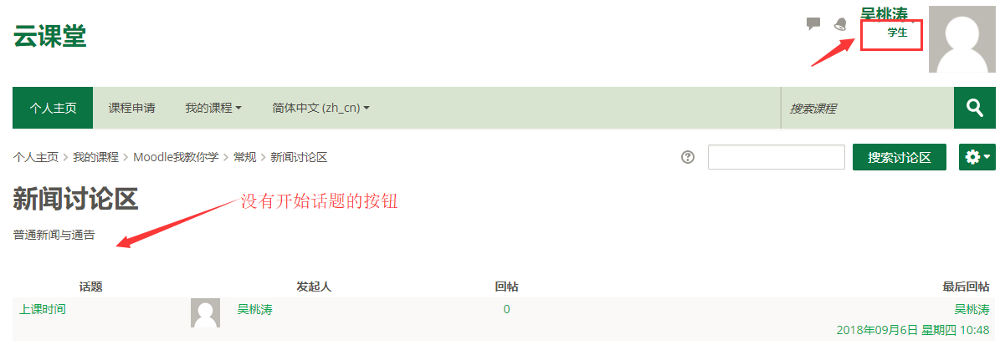 云课堂
吴桃涛
学生
个人主页 课程申请 我的课程 简体中文 (zh_cn) 搜索课程
个人主页 我的课程 Moodle我教你学 常规 新闻讨论区 搜索讨论区
新闻讨论区
没有开始话题的按钮
普通新闻与通告
话题 发起人 回帖 最后回帖
上课时间 吴桃涛 0 吴桃涛
2018年09月6日 星期四 10:48